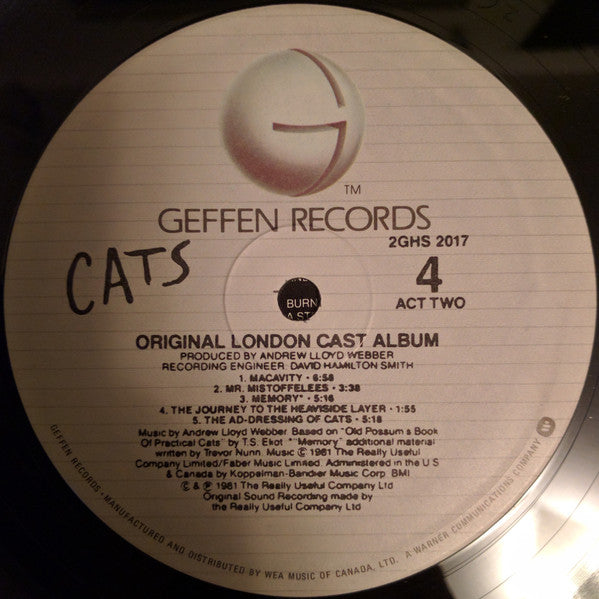 TM
GEFFEN RECORDS
2GHS 2017
CATS
4
ACT TWO
BURN
A ST
ORIGINAL LONDON CAST ALBUM
PRODUCED BY ANDREW LLOYD WEBBER
RECORDING ENGINEER DAVID HAMILTON SMITH
1. MACAVITY • 6:58
2. MR. MISTOFFELEES • 3:38
3. MEMORY* • 5:16
4. THE JOURNEY TO THE HEAVISIDE LAYER • 1:55
5. THE AD-DRESSING OF CATS • 5:18
Music by Andrew Lloyd Webber. Based on "Old Possum s Book
Of Practical Cats" by T.S. Eliot * "Memory" additional material
written by Trevor Nunn. Music © 1981 The Really Useful
Company Limited/Faber Music Limited. Administered in the U S
& Canada by Koppelman-Bandier Music Corp. BMI
© & ℗ 1981 The Really Useful Company Ltd
Original Sound Recording made by
the Really Useful Company Ltd
GEFFEN RECORDS • MANUFACTURED AND DISTRIBUTED BY WEA MUSIC OF CANADA, LTD. A WARNER COMMUNICATIONS COMPANY